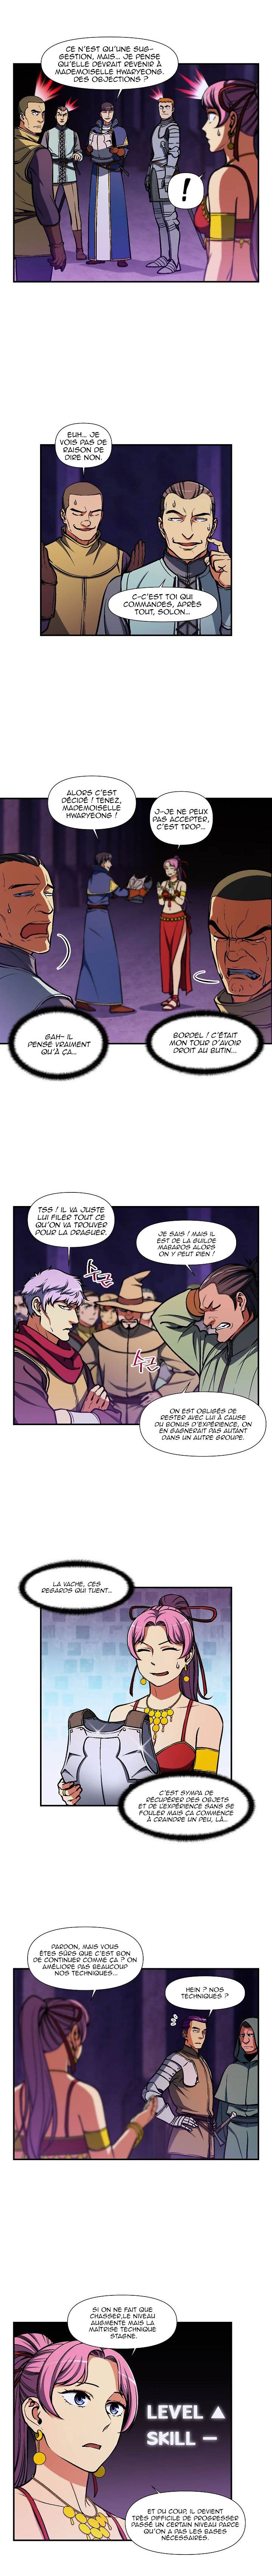 CE N'EST QU'UNE SUG-
GESTION, MAIS... JE PENSE
QU'ELLE DEVRAIT REVENIR À
MADEMOISELLE HWARYEONG.
DES OBJECTIONS ?
!
EUH... JE
VOIS PAS DE
RAISON DE
DIRE NON.
C-C'EST TOI QUI
COMMANDES, APRÈS
TOUT, SOLON...
ALORS C'EST
DÉCIDÉ ! TENEZ,
MADEMOISELLE
HWARYEONG !
J-JE NE PEUX
PAS ACCEPTER,
C'EST TROP...
GAH- IL
PENSE VRAIMENT
QU'À ÇA...
BORDEL ! C'ÉTAIT
MON TOUR D'AVOIR
DROIT AU BUTIN...
TSS ! IL VA JUSTE
LUI FILER TOUT CE
QU'ON VA TROUVER
POUR LA DRAGUER.
JE SAIS ! MAIS IL
EST DE LA GUILDE
MABAROS ALORS
ON Y PEUT RIEN !
수군
수군
ON EST OBLIGÉS DE
RESTER AVEC LUI À CAUSE
DU BONUS D'EXPÉRIENCE, ON
EN GAGNERAIT PAS AUTANT
DANS UN AUTRE GROUPE.
LA VACHE, CES
REGARDS QUI TUENT...
C'EST SYMPA DE
RÉCUPÉRER DES OBJETS
ET DE L'EXPÉRIENCE SANS SE
FOULER MAIS ÇA COMMENCE
À CRAINDRE UN PEU, LÀ...
PARDON, MAIS VOUS
ÊTES SÛRS QUE C'EST BON
DE CONTINUER COMME ÇA ? ON
AMÉLIORE PAS BEAUCOUP
NOS TECHNIQUES...
HEIN ? NOS
TECHNIQUES ?
SI ON NE FAIT QUE
CHASSER,LE NIVEAU
AUGMENTE MAIS LA
MAÎTRISE TECHNIQUE
STAGNE.
LEVEL ▲
SKILL −
ET DU COUP, IL DEVIENT
TRÈS DIFFICILE DE PROGRESSER
PASSÉ UN CERTAIN NIVEAU PARCE
QU'ON A PAS LES BASES
NÉCESSAIRES.